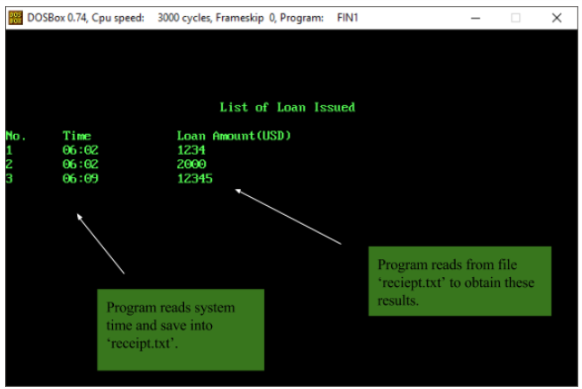 DOSBox 0.74, Cpu speed: 3000 cycles, Frameskip 0, Program: FIN1
List of Loan Issued
No. Time Loan Amount(USD)
1 06:02 1234
2 06:02 2000
3 06:09 12345
Program reads from file
‘reciept.txt’ to obtain these
results.
Program reads system
time and save into
‘receipt.txt’.